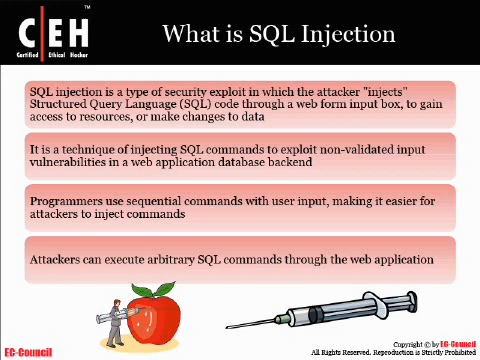 C|EH
TM
Certified Ethical Hacker
What is SQL Injection
SQL injection is a type of security exploit in which the attacker "injects"
Structured Query Language (SQL) code through a web form input box, to gain
access to resources, or make changes to data
It is a technique of injecting SQL commands to exploit non-validated input
vulnerabilities in a web application database backend
Programmers use sequential commands with user input, making it easier for
attackers to inject commands
Attackers can execute arbitrary SQL commands through the web application
EC-Council
Copyright © by EC-Council
All Rights Reserved. Reproduction is Strictly Prohibited